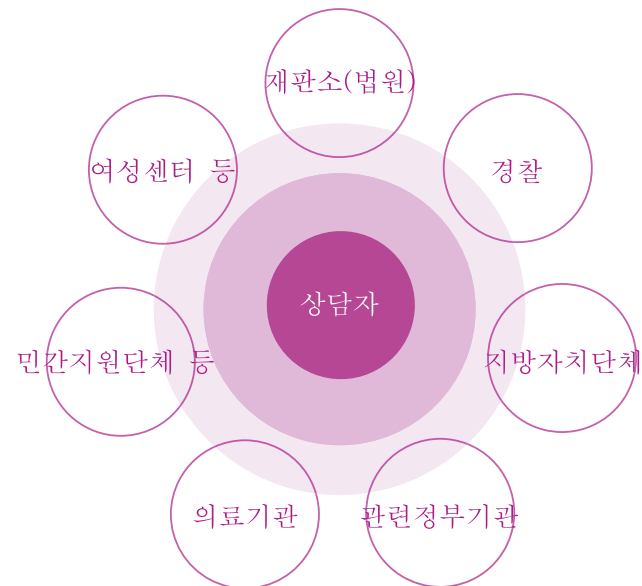 재판소(법원)
여성센터 등
경찰
상담자
민간지원단체 등
지방자치단체
의료기관
관련정부기관